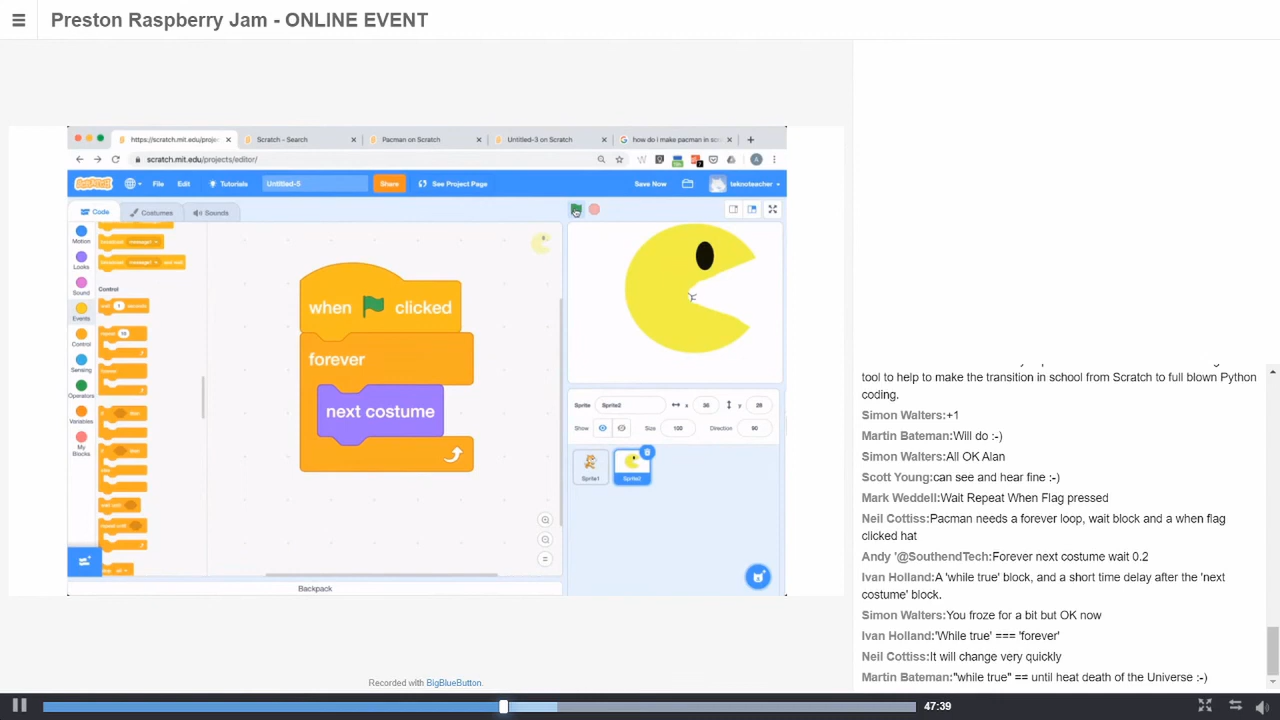 Preston Raspberry Jam - ONLINE EVENT
https://scratch.mit.edu/proje
Scratch - Search
Pacman on Scratch
Untitled-3 on Scratch
how do i make pacman in scr
scratch.mit.edu/projects/editor/
SCRATCH
File
Edit
Tutorials
Untitled-5
Share
See Project Page
Save Now
teknoteacher
Code
Costumes
Sounds
Motion
Looks
Sound
Events
Control
Sensing
Operators
Variables
My Blocks
Control
when clicked
forever
next costume
Sprite Sprite2 x 36 y 28
Show Size 100 Direction 90
Sprite1
Sprite2
Backpack
Recorded with BigBlueButton.
tool to help to make the transition in school from Scratch to full blown Python
coding.
Simon Walters:+1
Martin Bateman:Will do :-)
Simon Walters:All OK Alan
Scott Young:can see and hear fine :-)
Mark Weddell:Wait Repeat When Flag pressed
Neil Cottiss:Pacman needs a forever loop, wait block and a when flag
clicked hat
Andy '@SouthendTech:Forever next costume wait 0.2
Ivan Holland:A 'while true' block, and a short time delay after the 'next
costume' block.
Simon Walters:You froze for a bit but OK now
Ivan Holland:'While true' === 'forever'
Neil Cottiss:It will change very quickly
Martin Bateman:"while true" == until heat death of the Universe :-)
47:39